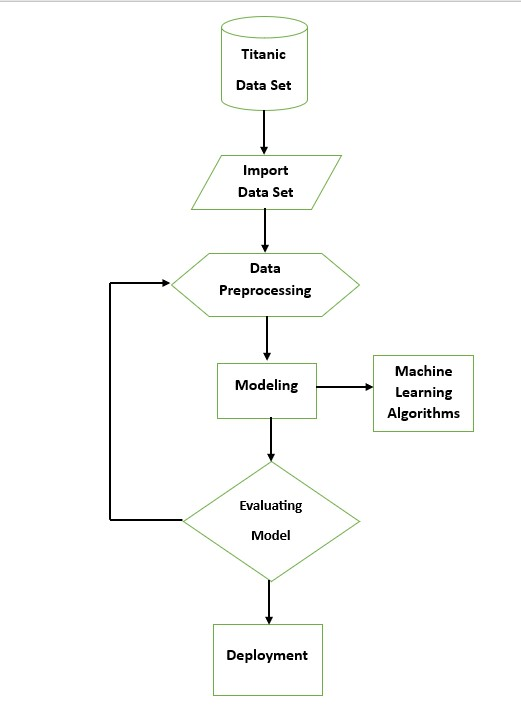 Titanic
Data Set
Import
Data Set
Data
Preprocessing
Modeling
Machine
Learning
Algorithms
Evaluating
Model
Deployment